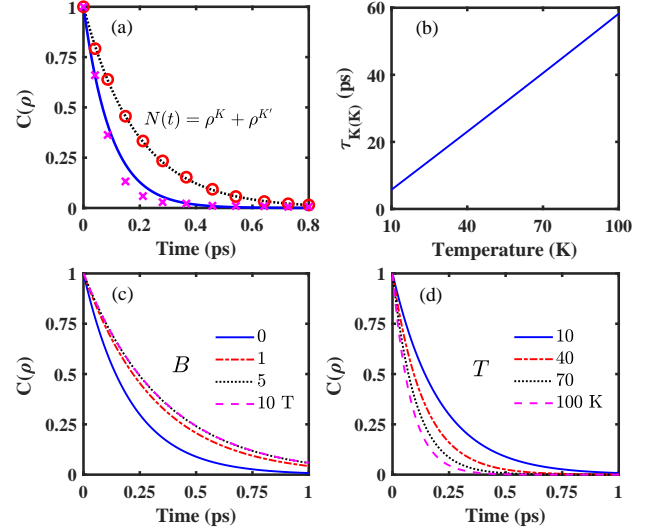 (a)
C(ρ)
1
0.75
0.5
0.25
0
N(t) = ρ^K + ρ^{K′}
0 0.2 0.4 0.6 0.8
Time (ps)
(b)
τ_{K(K)} (ps)
60
40
20
0
10 40 70 100
Temperature (K)
(c)
C(ρ)
1
0.75
0.5
0.25
0
B
0
1
5
10 T
0 0.25 0.5 0.75 1
Time (ps)
(d)
C(ρ)
1
0.75
0.5
0.25
0
T
10
40
70
100 K
0 0.25 0.5 0.75 1
Time (ps)